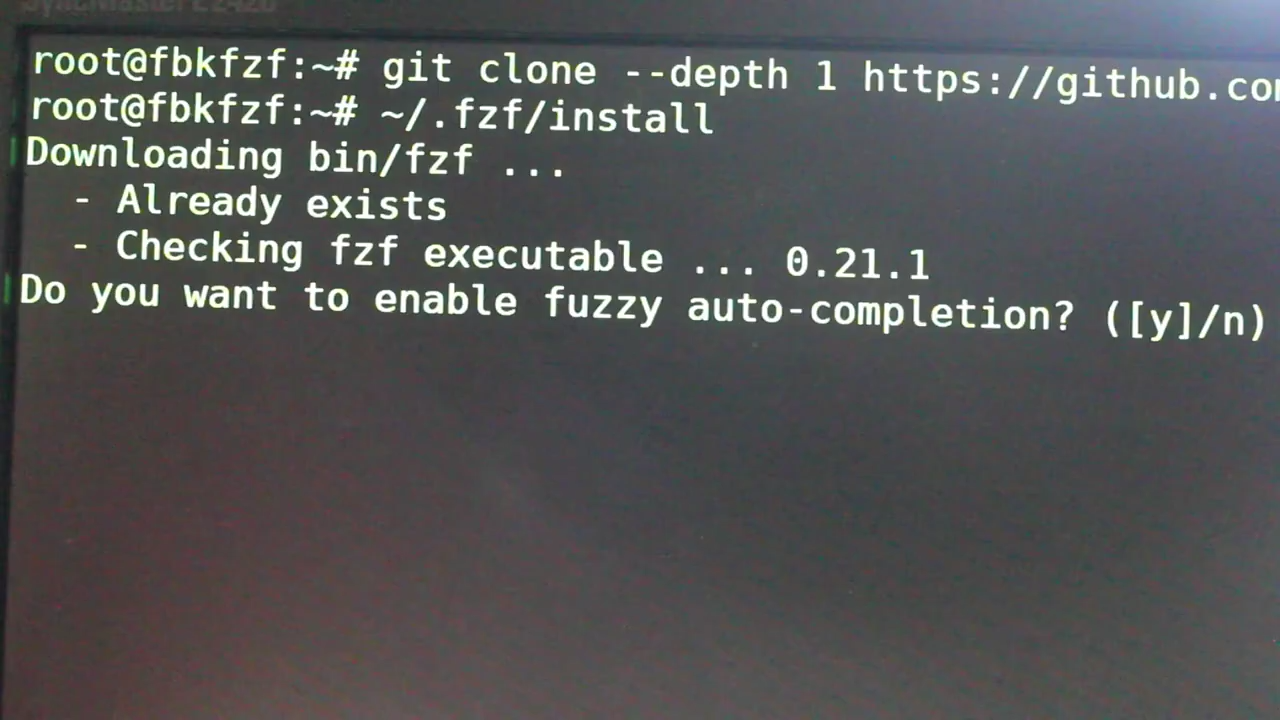 root@fbkfzf:~# git clone --depth 1 https://github.co
root@fbkfzf:~# ~/.fzf/install
Downloading bin/fzf ...
- Already exists
- Checking fzf executable ... 0.21.1
Do you want to enable fuzzy auto-completion? ([y]/n)